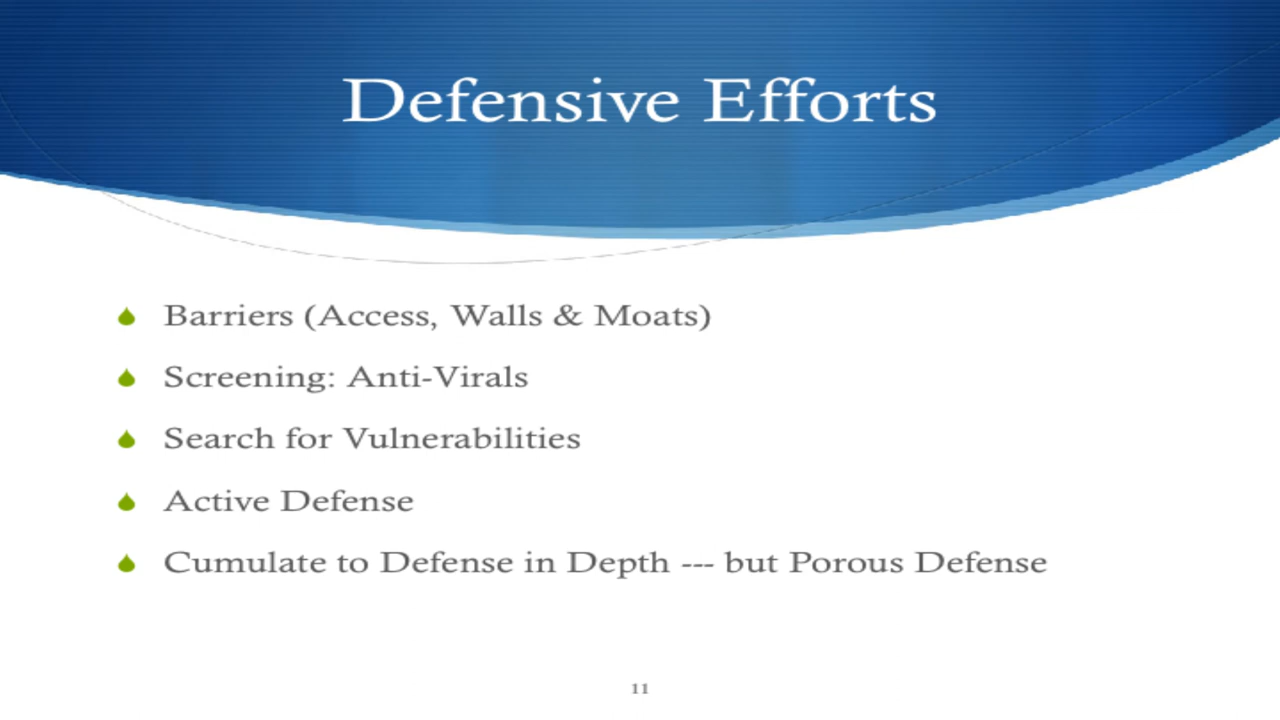 Defensive Efforts
Barriers (Access, Walls & Moats)
Screening: Anti-Virals
Search for Vulnerabilities
Active Defense
Cumulate to Defense in Depth --- but Porous Defense
11